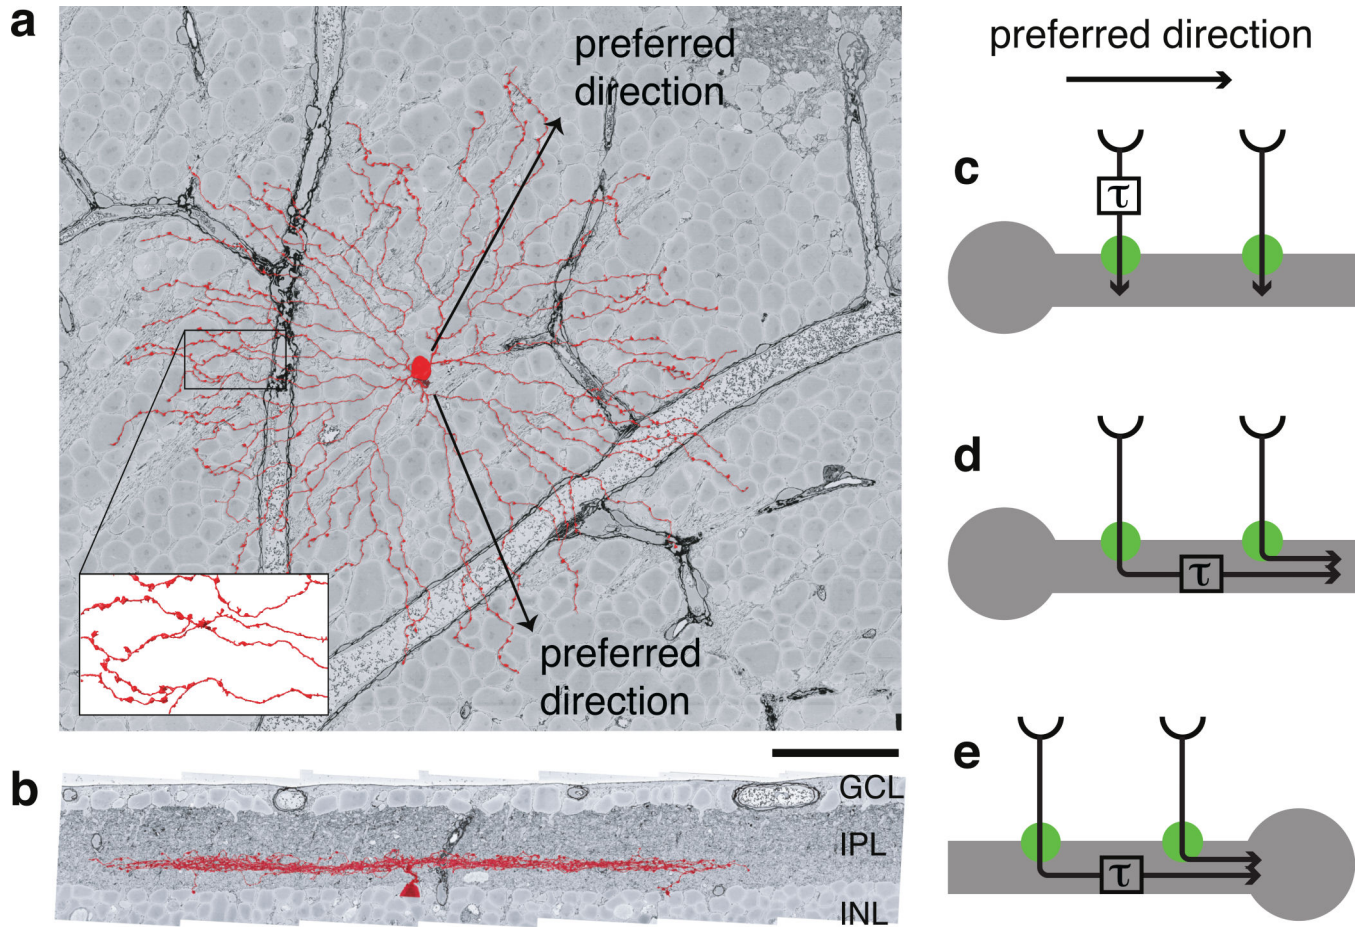 a
preferred
direction
preferred
direction
b
GCL
IPL
INL
preferred direction
c
τ
d
τ
e
τ